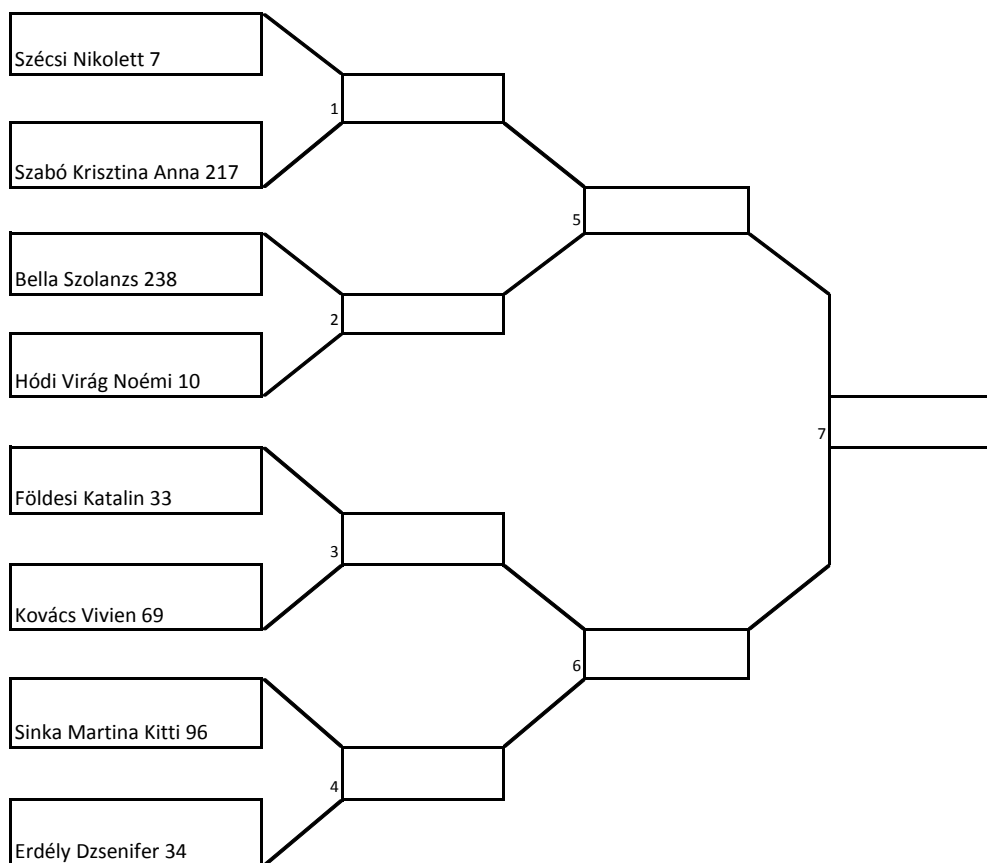 Szécsi Nikolett 7
1
Szabó Krisztina Anna 217
5
Bella Szolanzs 238
2
Hódi Virág Noémi 10
7
Földesi Katalin 33
3
Kovács Vivien 69
6
Sinka Martina Kitti 96
4
Erdély Dzsenifer 34